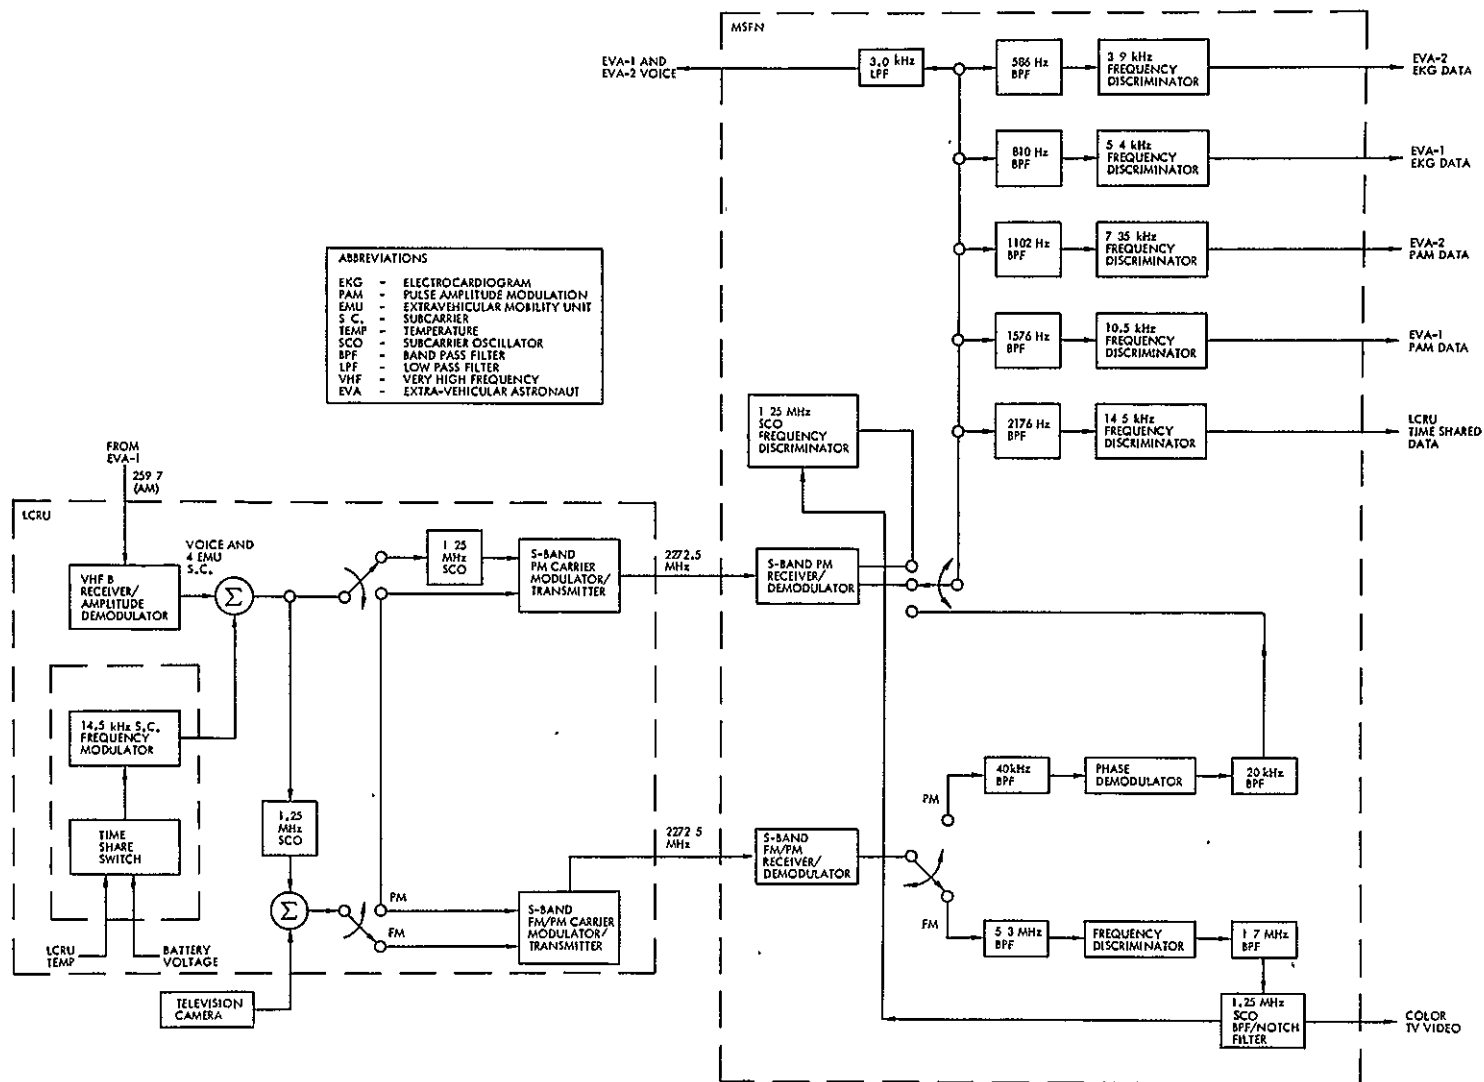 MSFN
EVA-1 AND
EVA-2 VOICE
3.0 kHz
LPF
586 Hz
BPF
3 9 kHz
FREQUENCY
DISCRIMINATOR
EVA-2
EKG DATA
810 Hz
BPF
5 4 kHz
FREQUENCY
DISCRIMINATOR
EVA-1
EKG DATA
1102 Hz
BPF
7 35 kHz
FREQUENCY
DISCRIMINATOR
EVA-2
PAM DATA
1576 Hz
BPF
10.5 kHz
FREQUENCY
DISCRIMINATOR
EVA-1
PAM DATA
2176 Hz
BPF
14 5 kHz
FREQUENCY
DISCRIMINATOR
LCRU
TIME SHARED
DATA
ABBREVIATIONS
EKG - ELECTROCARDIOGRAM
PAM - PULSE AMPLITUDE MODULATION
EMU - EXTRAVEHICULAR MOBILITY UNIT
S C. - SUBCARRIER
TEMP - TEMPERATURE
SCO - SUBCARRIER OSCILLATOR
BPF - BAND PASS FILTER
LPF - LOW PASS FILTER
VHF - VERY HIGH FREQUENCY
EVA - EXTRA-VEHICULAR ASTRONAUT
1 25 MHz
SCO
FREQUENCY
DISCRIMINATOR
FROM
EVA-1
259 7
(AM)
LCRU
VOICE AND
4 EMU
S.C.
VHF B
RECEIVER/
AMPLITUDE
DEMODULATOR
Σ
1 25
MHz
SCO
S-BAND
PM CARRIER
MODULATOR/
TRANSMITTER
2272.5
MHz
S-BAND PM
RECEIVER/
DEMODULATOR
14.5 kHz S.C.
FREQUENCY
MODULATOR
TIME
SHARE
SWITCH
LCRU
TEMP
BATTERY
VOLTAGE
1.25
MHz
SCO
Σ
PM
FM
S-BAND
FM/PM CARRIER
MODULATOR/
TRANSMITTER
TELEVISION
CAMERA
2272 5
MHz
S-BAND
FM/PM
RECEIVER/
DEMODULATOR
PM
40 kHz
BPF
PHASE
DEMODULATOR
20 kHz
BPF
FM
5 3 MHz
BPF
FREQUENCY
DISCRIMINATOR
1 7 MHz
BPF
1.25 MHz
SCO
BPF/NOTCH
FILTER
COLOR
TV VIDEO